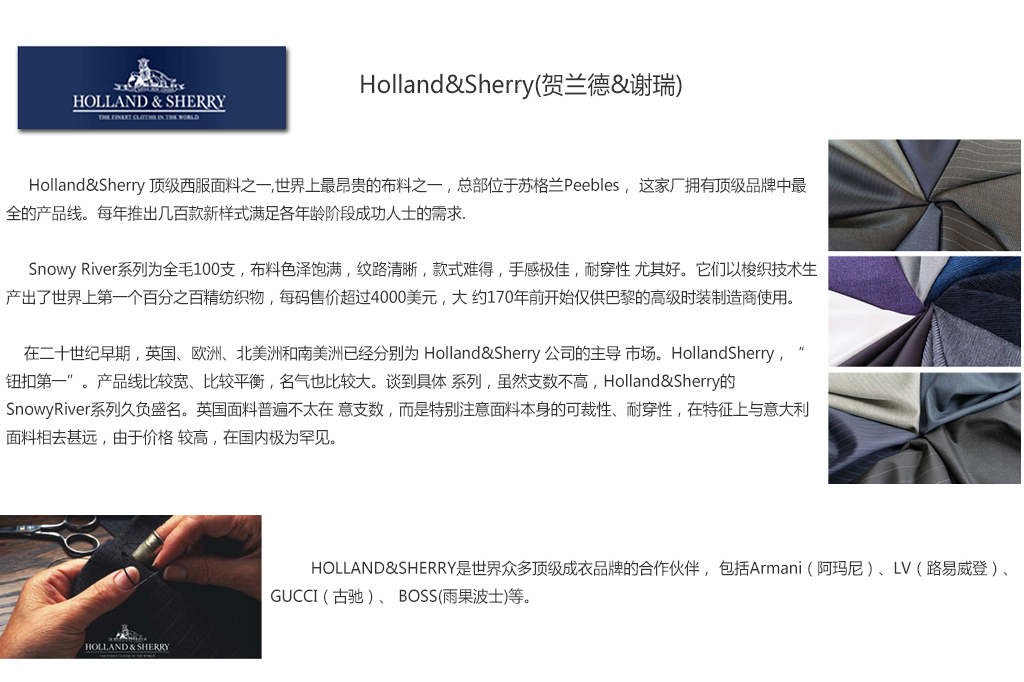 HOLLAND & SHERRY
THE FINEST CLOTHS IN THE WORLD
Holland&Sherry(贺兰德&谢瑞)
Holland&Sherry 顶级西服面料之一,世界上最昂贵的布料之一，总部位于苏格兰Peebles， 这家厂拥有顶级品牌中最
全的产品线。每年推出几百款新样式满足各年龄阶段成功人士的需求.
Snowy River系列为全毛100支，布料色泽饱满，纹路清晰，款式难得，手感极佳，耐穿性 尤其好。它们以梭织技术生
产出了世界上第一个百分之百精纺织物，每码售价超过4000美元，大 约170年前开始仅供巴黎的高级时装制造商使用。
在二十世纪早期，英国、欧洲、北美洲和南美洲已经分别为 Holland&Sherry 公司的主导 市场。HollandSherry，“
钮扣第一”。产品线比较宽、比较平衡，名气也比较大。谈到具体 系列，虽然支数不高，Holland&Sherry的
SnowyRiver系列久负盛名。英国面料普遍不太在 意支数，而是特别注意面料本身的可裁性、耐穿性，在特征上与意大利
面料相去甚远，由于价格 较高，在国内极为罕见。
HOLLAND & SHERRY
HOLLAND&SHERRY是世界众多顶级成衣品牌的合作伙伴， 包括Armani（阿玛尼）、LV（路易威登）、
GUCCI（古驰）、 BOSS(雨果波士)等。